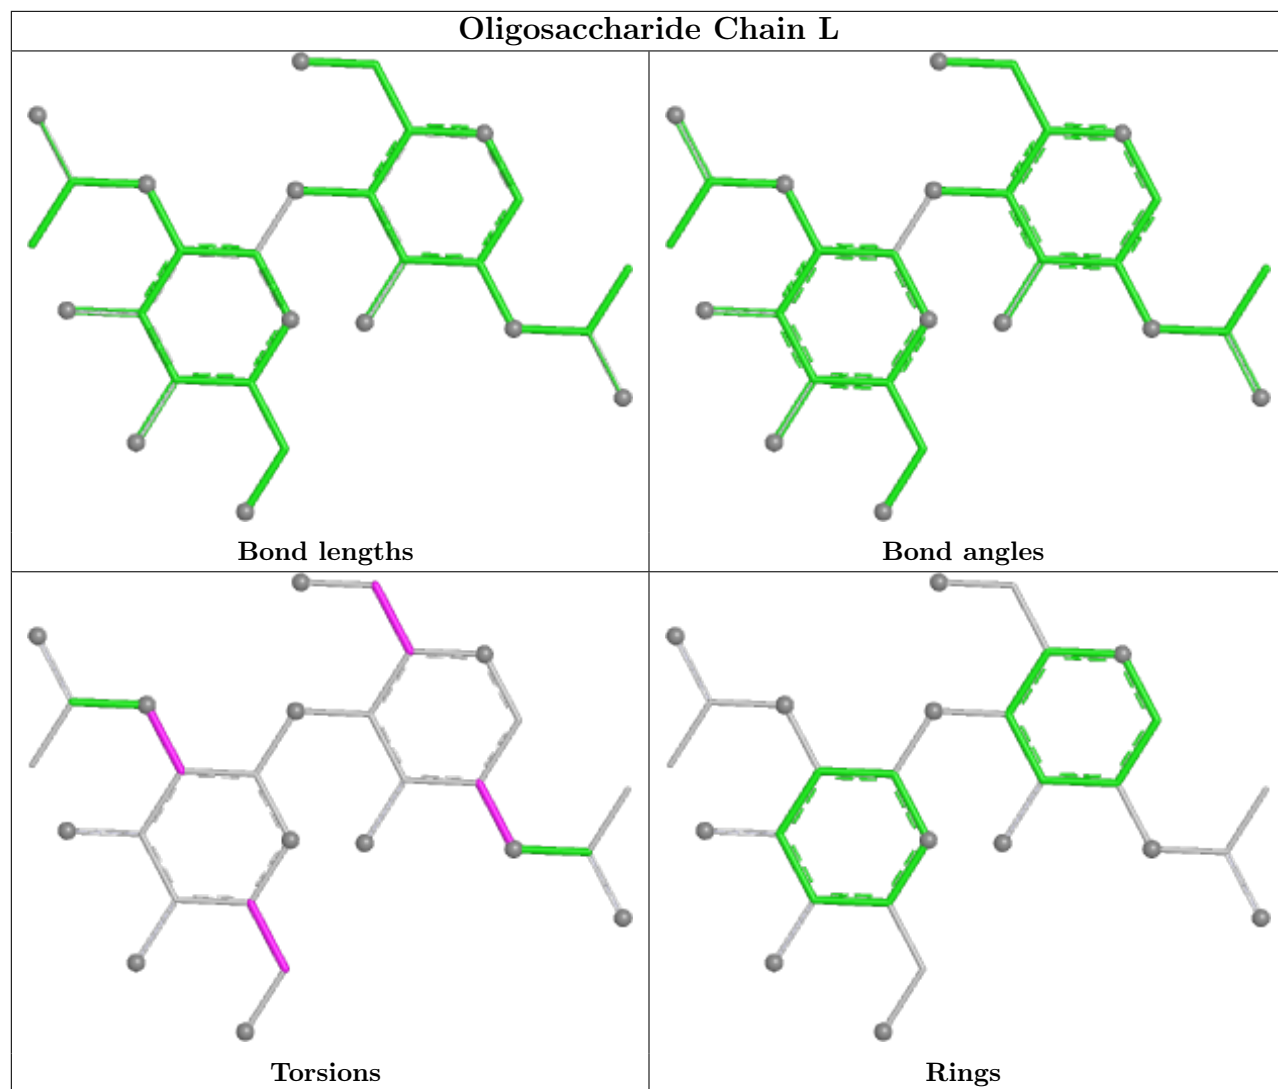 Oligosaccharide Chain L
Bond lengths
Bond angles
Torsions
Rings